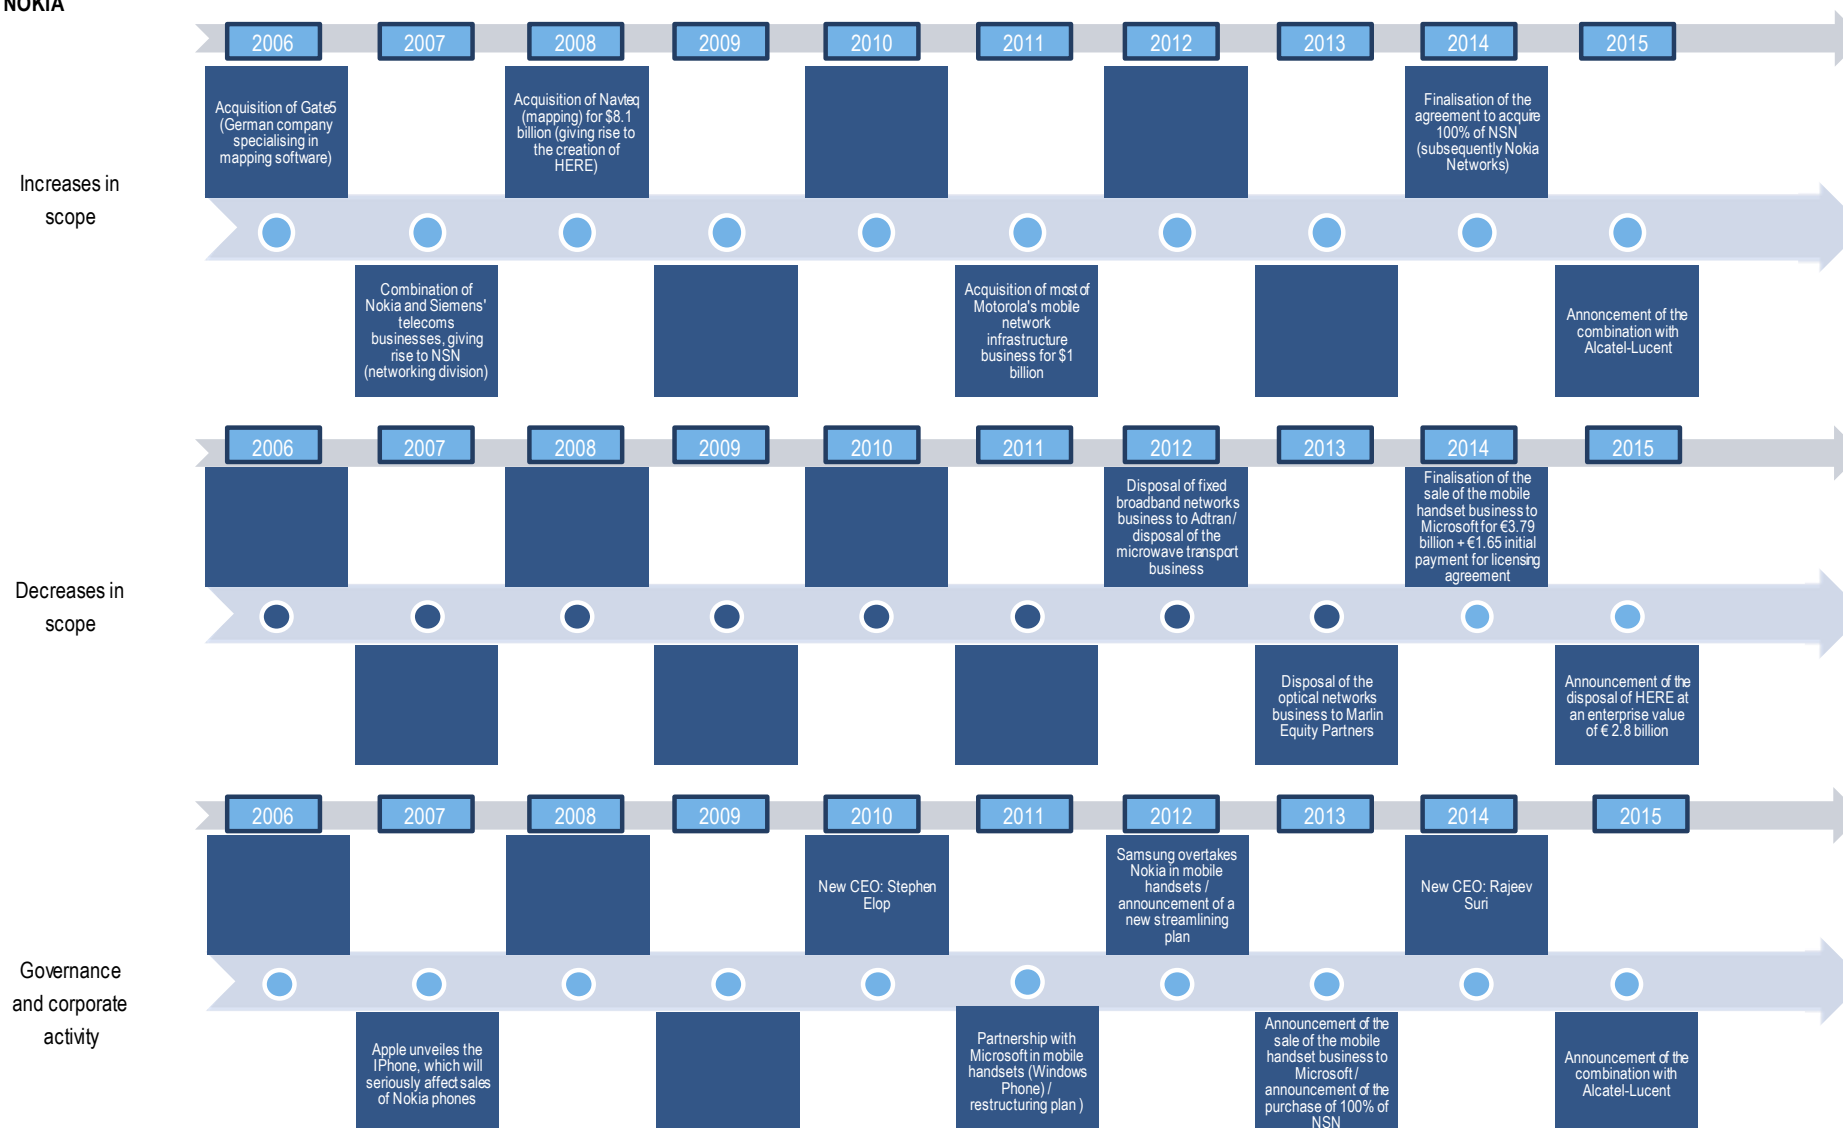 NOKIA
2006 2007 2008 2009 2010 2011 2012 2013 2014 2015
Increases in
scope
Acquisition of Gate5
(German company
specialising in
mapping software)
Acquisition of Navteq
(mapping) for $8.1
billion (giving rise to
the creation of
HERE)
Finalisation of the
agreement to acquire
100% of NSN
(subsequently Nokia
Networks)
Combination of
Nokia and Siemens'
telecoms
businesses, giving
rise to NSN
(networking division)
Acquisition of most of
Motorola's mobile
network
infrastructure
business for $1
billion
Annoncement of the
combination with
Alcatel-Lucent
2006 2007 2008 2009 2010 2011 2012 2013 2014 2015
Decreases in
scope
Disposal of fixed
broadband networks
business to Adtran /
disposal of the
microwave transport
business
Finalisation of the
sale of the mobile
handset business to
Microsoft for €3.79
billion + €1.65 initial
payment for licensing
agreement
Disposal of the
optical networks
business to Marlin
Equity Partners
Announcement of the
disposal of HERE at
an enterprise value
of € 2.8 billion
2006 2007 2008 2009 2010 2011 2012 2013 2014 2015
Governance
and corporate
activity
New CEO: Stephen
Elop
Samsung overtakes
Nokia in mobile
handsets /
announcement of a
new streamlining
plan
New CEO: Rajeev
Suri
Apple unveiles the
IPhone, which will
seriously affect sales
of Nokia phones
Partnership with
Microsoft in mobile
handsets (Windows
Phone) /
restructuring plan )
Announcement of the
sale of the mobile
handset business to
Microsoft /
announcement of the
purchase of 100% of
NSN
Announcement of the
combination with
Alcatel-Lucent